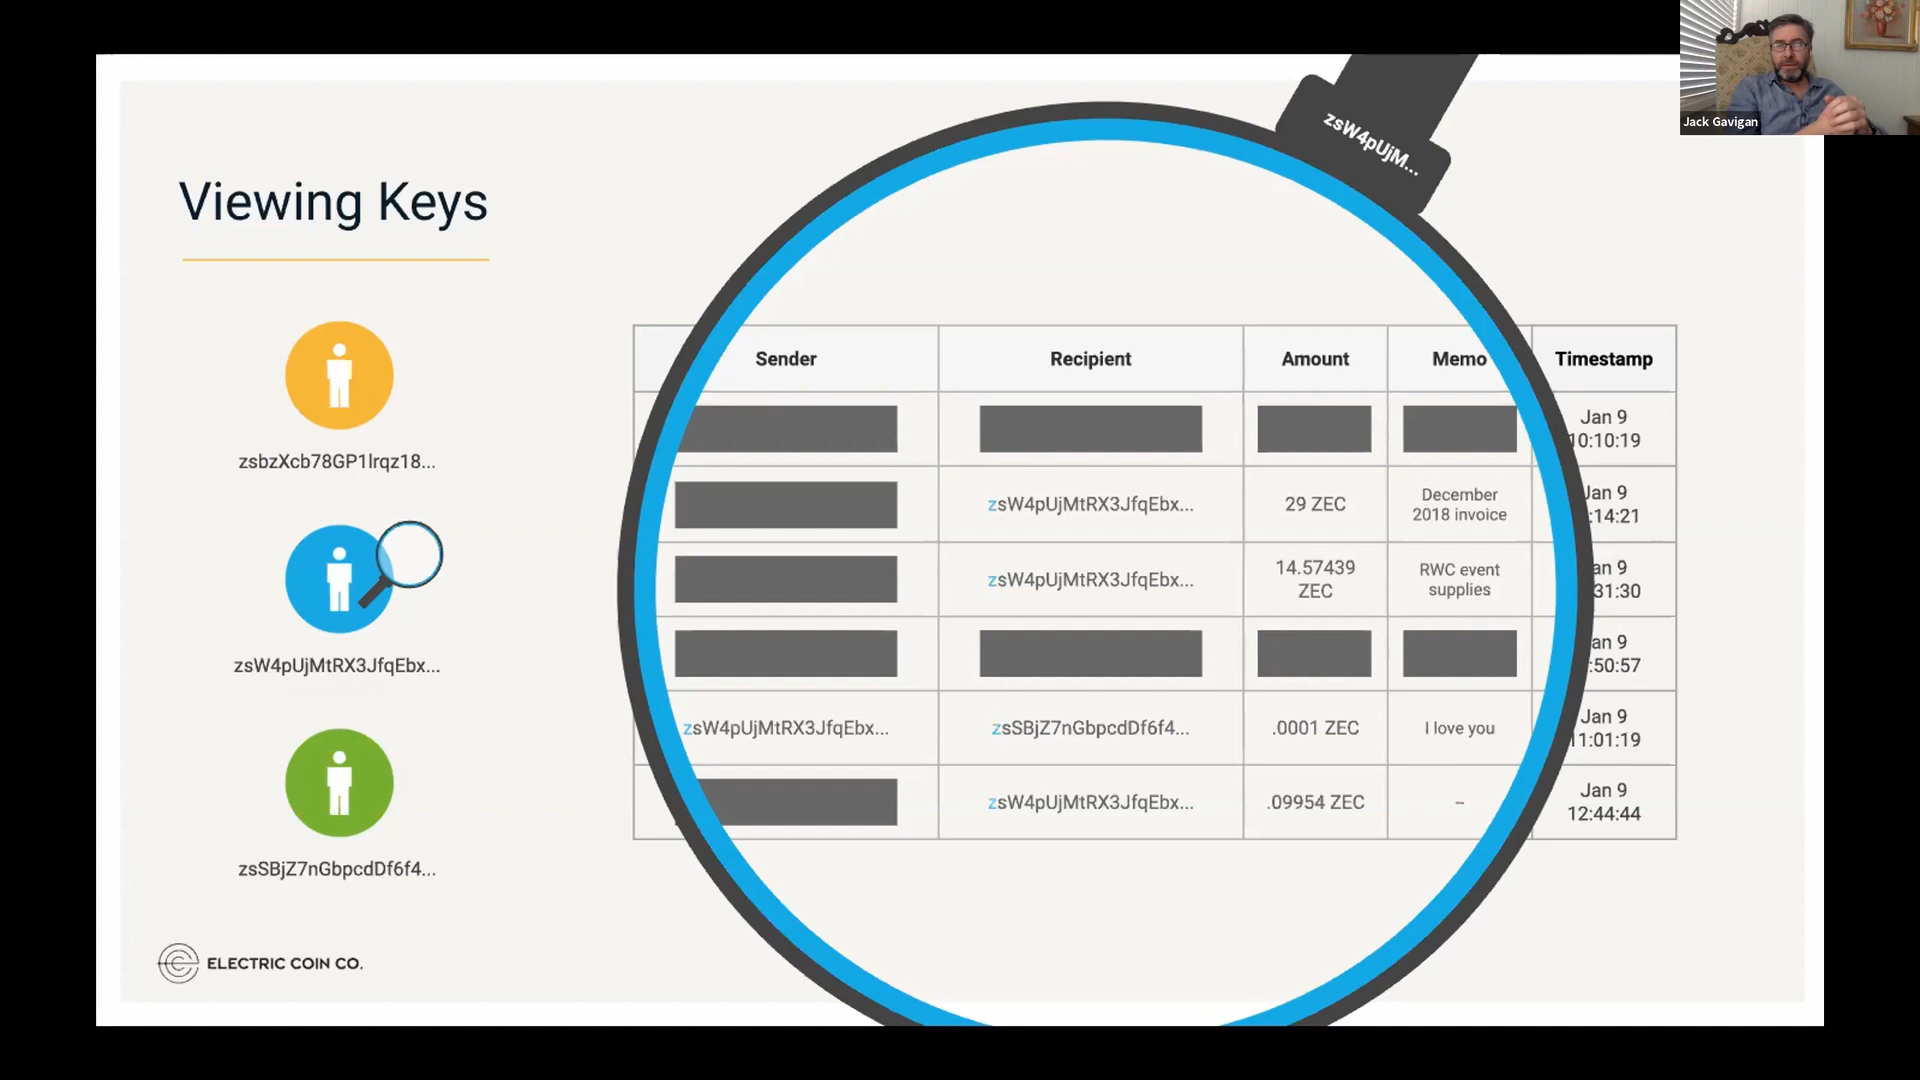 Jack Gavigan
zsW4pUjM...
Viewing Keys
zsbzXcb78GP1lrqz18...
zsW4pUjMtRX3JfqEbx...
zsSBjZ7nGbpcdDf6f4...
Sender Recipient Amount Memo Timestamp
Jan 9
10:10:19
zsW4pUjMtRX3JfqEbx... 29 ZEC December
2018 invoice Jan 9
:14:21
zsW4pUjMtRX3JfqEbx... 14.57439
ZEC RWC event
supplies an 9
31:30
an 9
:50:57
zsW4pUjMtRX3JfqEbx... zsSBjZ7nGbpcdDf6f4... .0001 ZEC I love you Jan 9
11:01:19
zsW4pUjMtRX3JfqEbx... .09954 ZEC – Jan 9
12:44:44
ELECTRIC COIN CO.